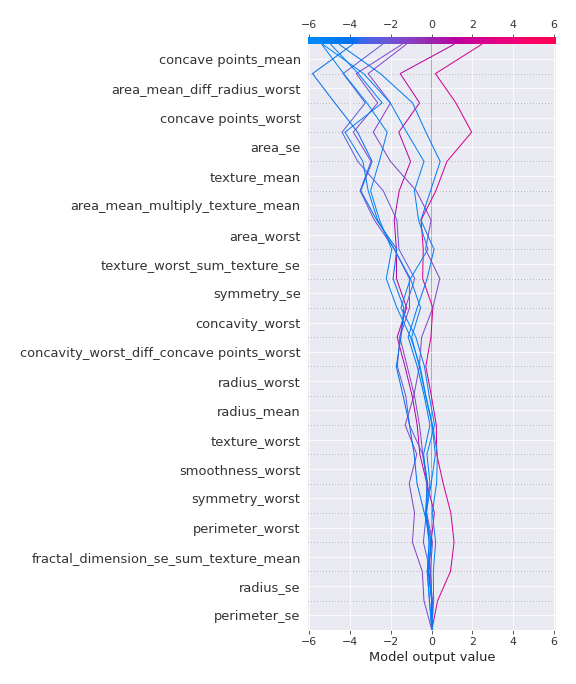 −6 −4 −2 0 2 4 6
concave points_mean
area_mean_diff_radius_worst
concave points_worst
area_se
texture_mean
area_mean_multiply_texture_mean
area_worst
texture_worst_sum_texture_se
symmetry_se
concavity_worst
concavity_worst_diff_concave points_worst
radius_worst
radius_mean
texture_worst
smoothness_worst
symmetry_worst
perimeter_worst
fractal_dimension_se_sum_texture_mean
radius_se
perimeter_se
−6 −4 −2 0 2 4 6
Model output value